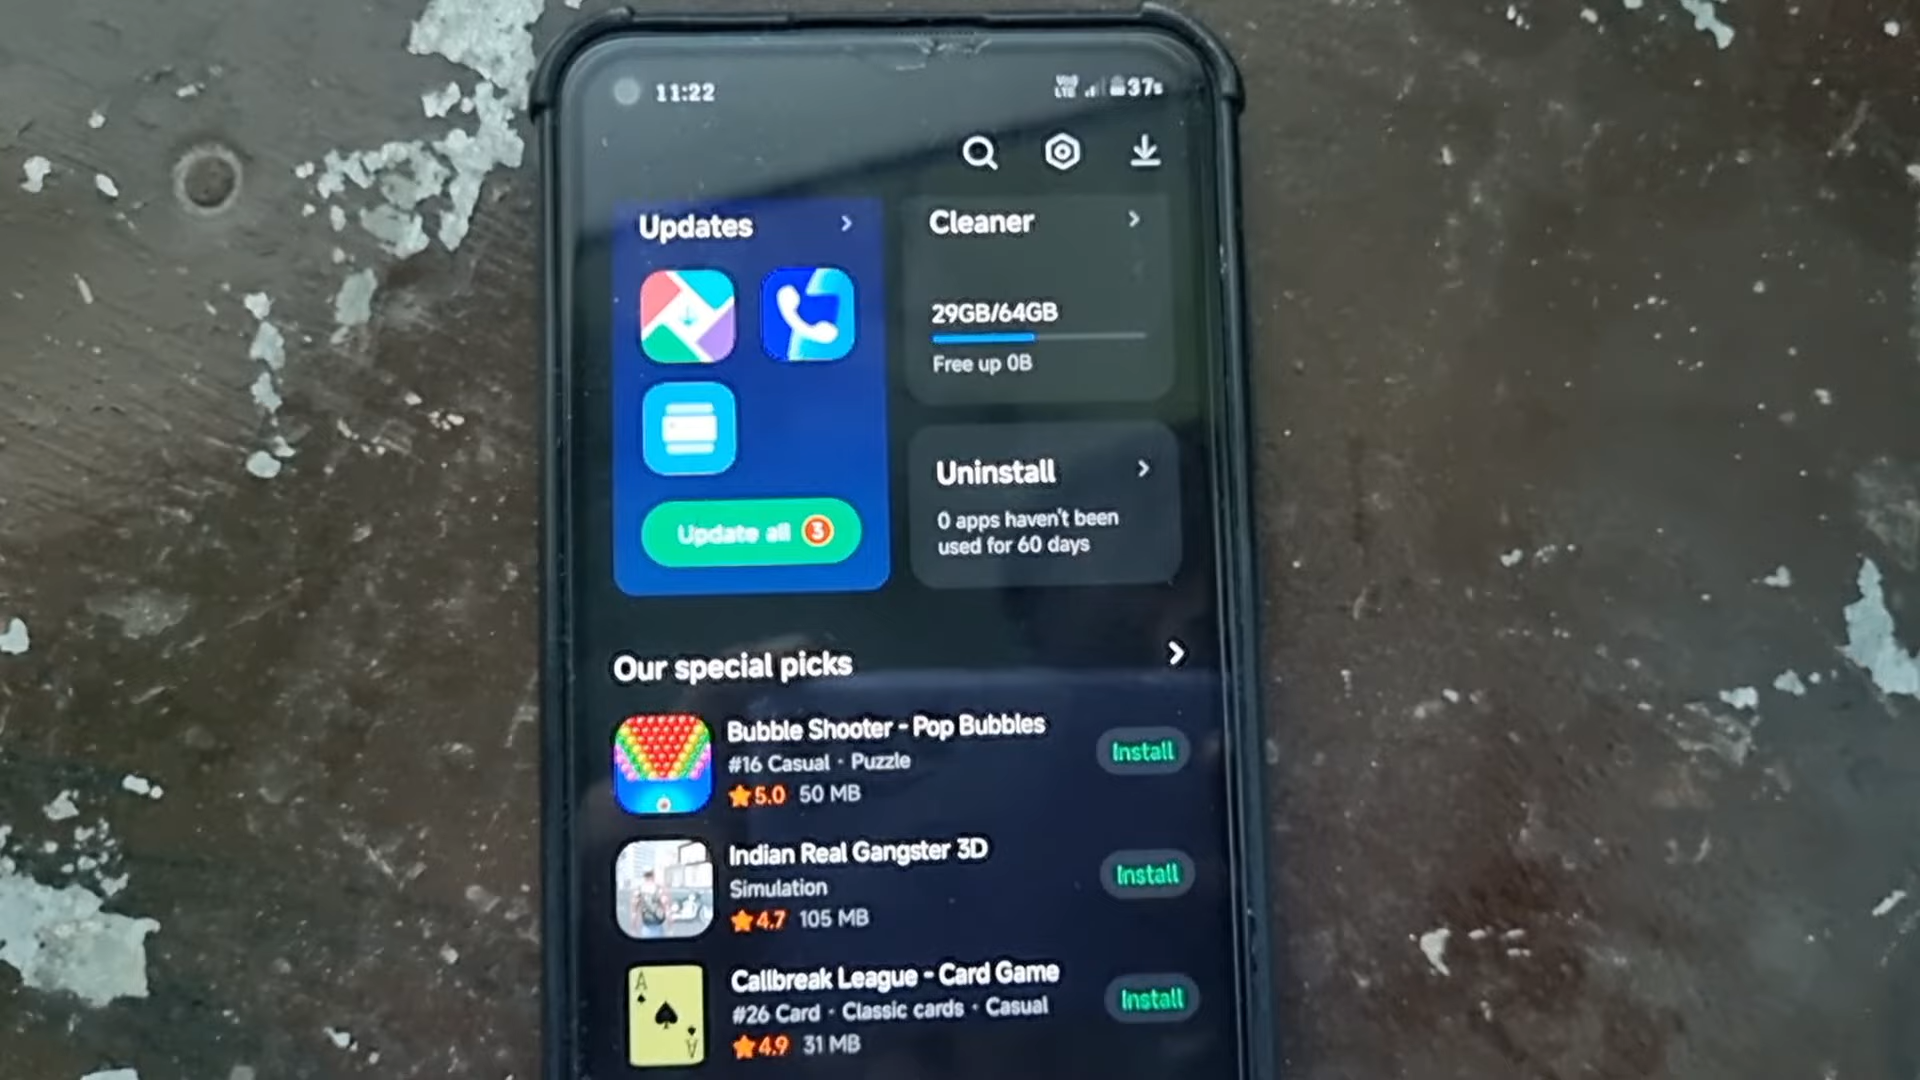 11:22
Vo9
LTE
37%
Updates
Cleaner
29GB/64GB
Free up 0B
Update all 3
Uninstall
0 apps haven't been
used for 60 days
Our special picks
Bubble Shooter - Pop Bubbles
#16 Casual · Puzzle
5.0 50 MB
Install
Indian Real Gangster 3D
Simulation
4.7 105 MB
Install
A
A
Callbreak League - Card Game
#26 Card · Classic cards · Casual
4.9 31 MB
Install